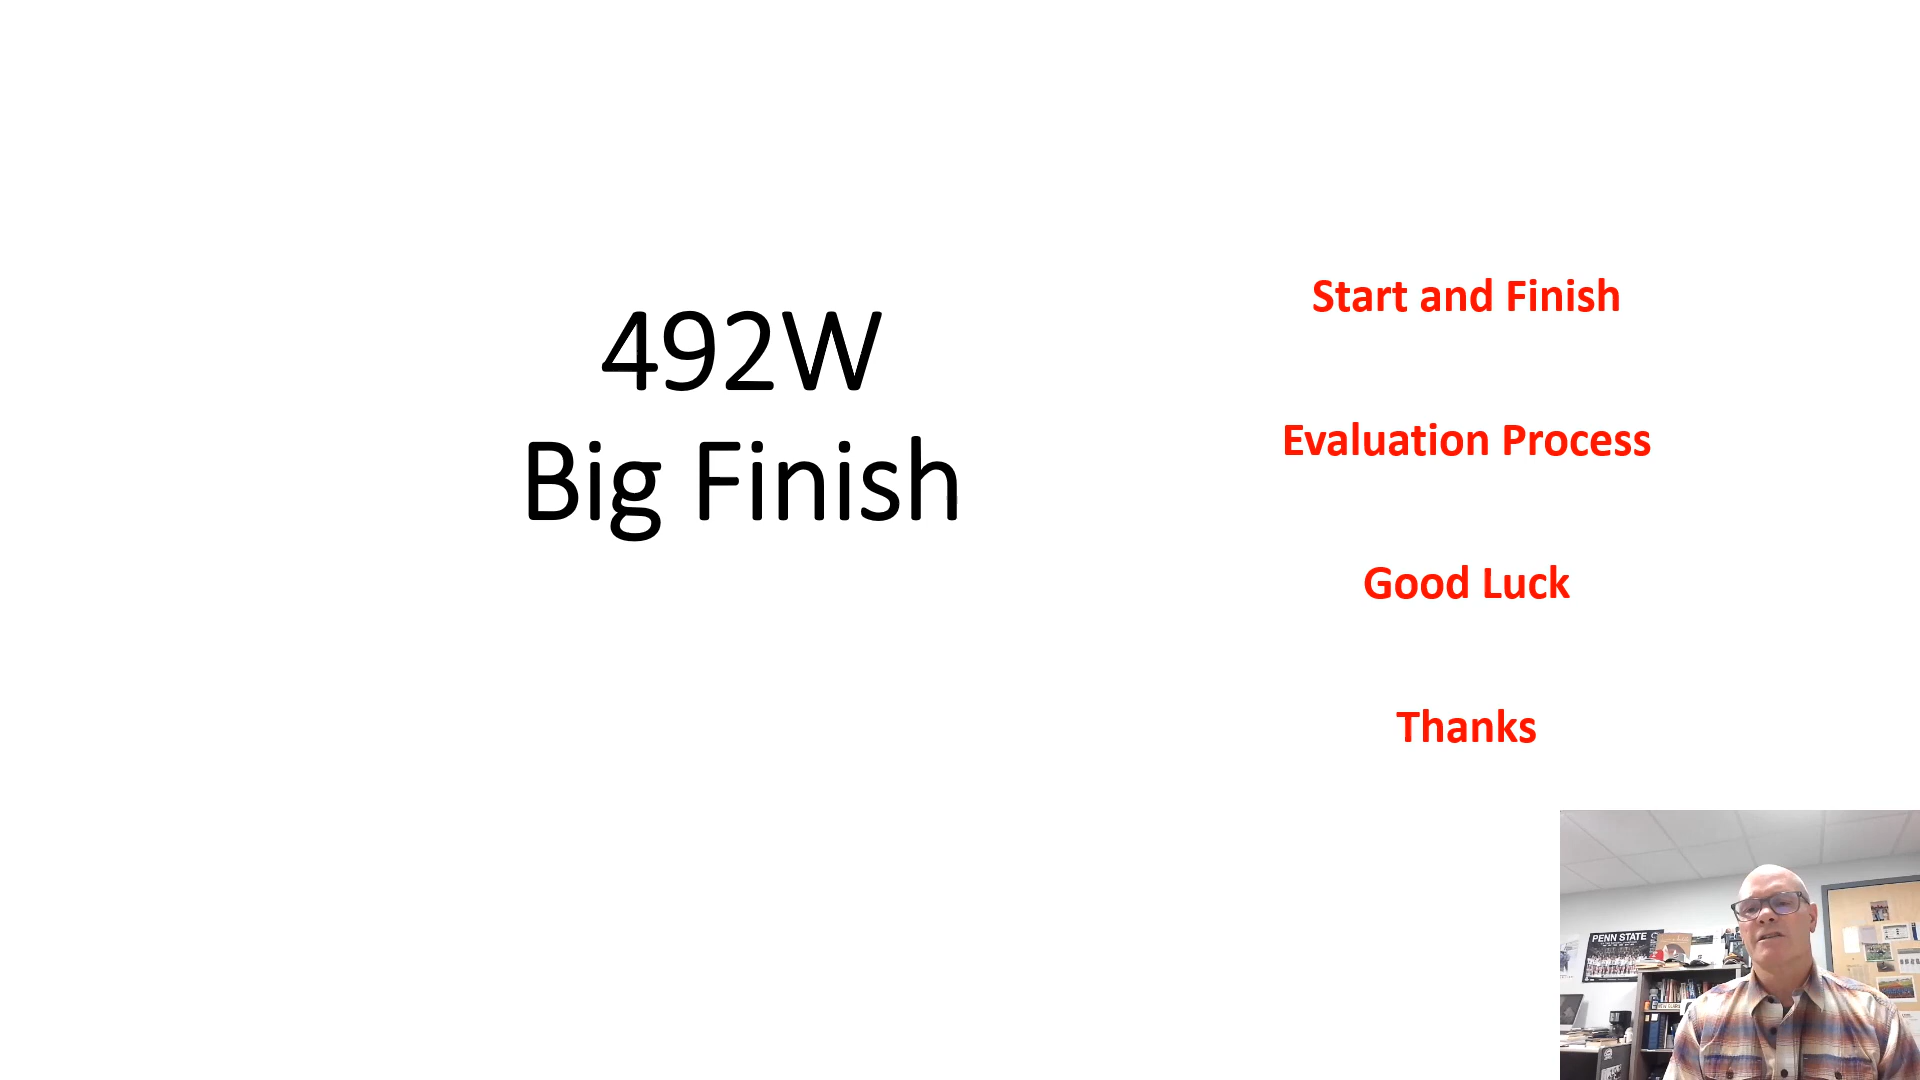 492W
Big Finish
Start and Finish
Evaluation Process
Good Luck
Thanks
PENN STATE